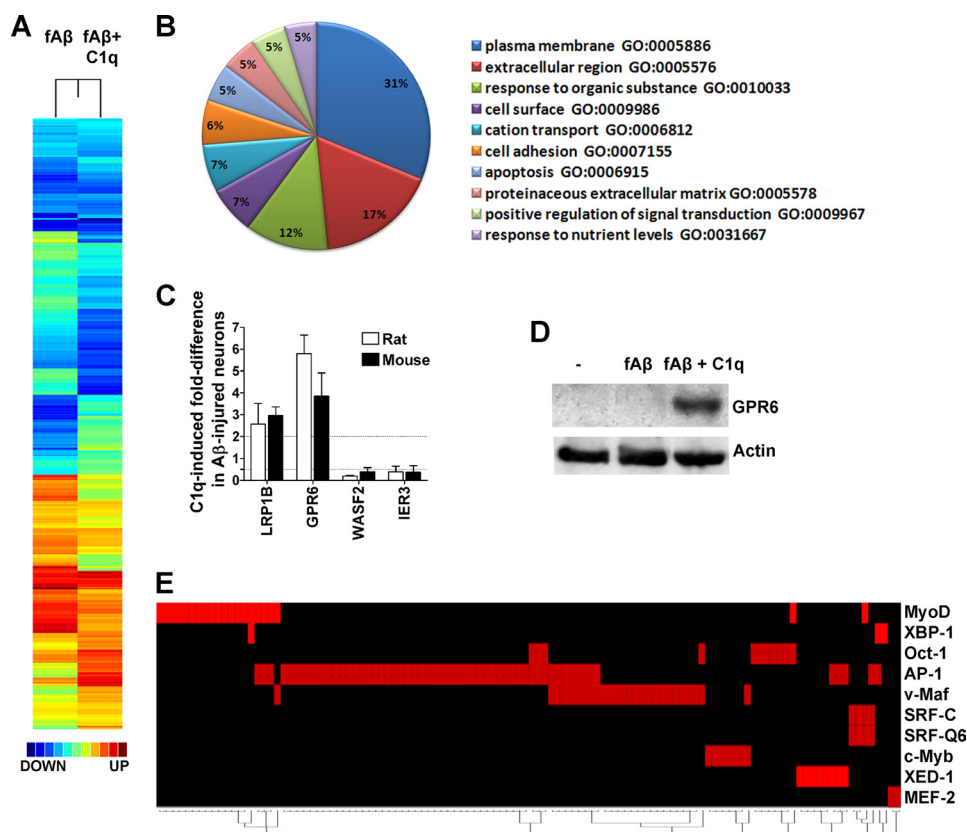 A
fAβ
fAβ+
C1q
DOWN
UP
B
5%
5%
5%
5%
6%
7%
7%
12%
17%
31%
plasma membrane GO:0005886
extracellular region GO:0005576
response to organic substance GO:0010033
cell surface GO:0009986
cation transport GO:0006812
cell adhesion GO:0007155
apoptosis GO:0006915
proteinaceous extracellular matrix GO:0005578
positive regulation of signal transduction GO:0009967
response to nutrient levels GO:0031667
C
C1q-induced fold-difference
in Aβ-injured neurons
7
6
5
4
3
2
1
0
Rat
Mouse
LRP1B
GPR6
WASF2
IER3
D
- fAβ fAβ + C1q
GPR6
Actin
E
MyoD
XBP-1
Oct-1
AP-1
v-Maf
SRF-C
SRF-Q6
c-Myb
XED-1
MEF-2